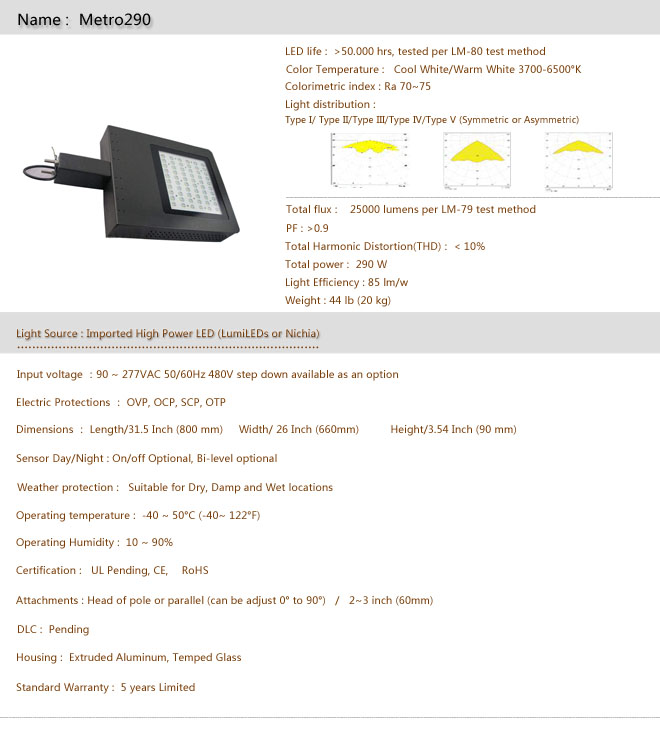 Name : Metro290
LED life : >50.000 hrs, tested per LM-80 test method
Color Temperature : Cool White/Warm White 3700-6500°K
Colorimetric index : Ra 70~75
Light distribution :
Type I/ Type II/Type III/Type IV/Type V (Symmetric or Asymmetric)
Total flux : 25000 lumens per LM-79 test method
PF : >0.9
Total Harmonic Distortion(THD) : < 10%
Total power : 290 W
Light Efficiency : 85 lm/w
Weight : 44 lb (20 kg)
Light Source : Imported High Power LED (LumiLEDs or Nichia)
Input voltage : 90 ~ 277VAC 50/60Hz 480V step down available as an option
Electric Protections : OVP, OCP, SCP, OTP
Dimensions : Length/31.5 Inch (800 mm) Width/ 26 Inch (660mm) Height/3.54 Inch (90 mm)
Sensor Day/Night : On/off Optional, Bi-level optional
Weather protection : Suitable for Dry, Damp and Wet locations
Operating temperature : -40 ~ 50°C (-40~ 122°F)
Operating Humidity : 10 ~ 90%
Certification : UL Pending, CE, RoHS
Attachments : Head of pole or parallel (can be adjust 0° to 90°) / 2~3 inch (60mm)
DLC : Pending
Housing : Extruded Aluminum, Temped Glass
Standard Warranty : 5 years Limited